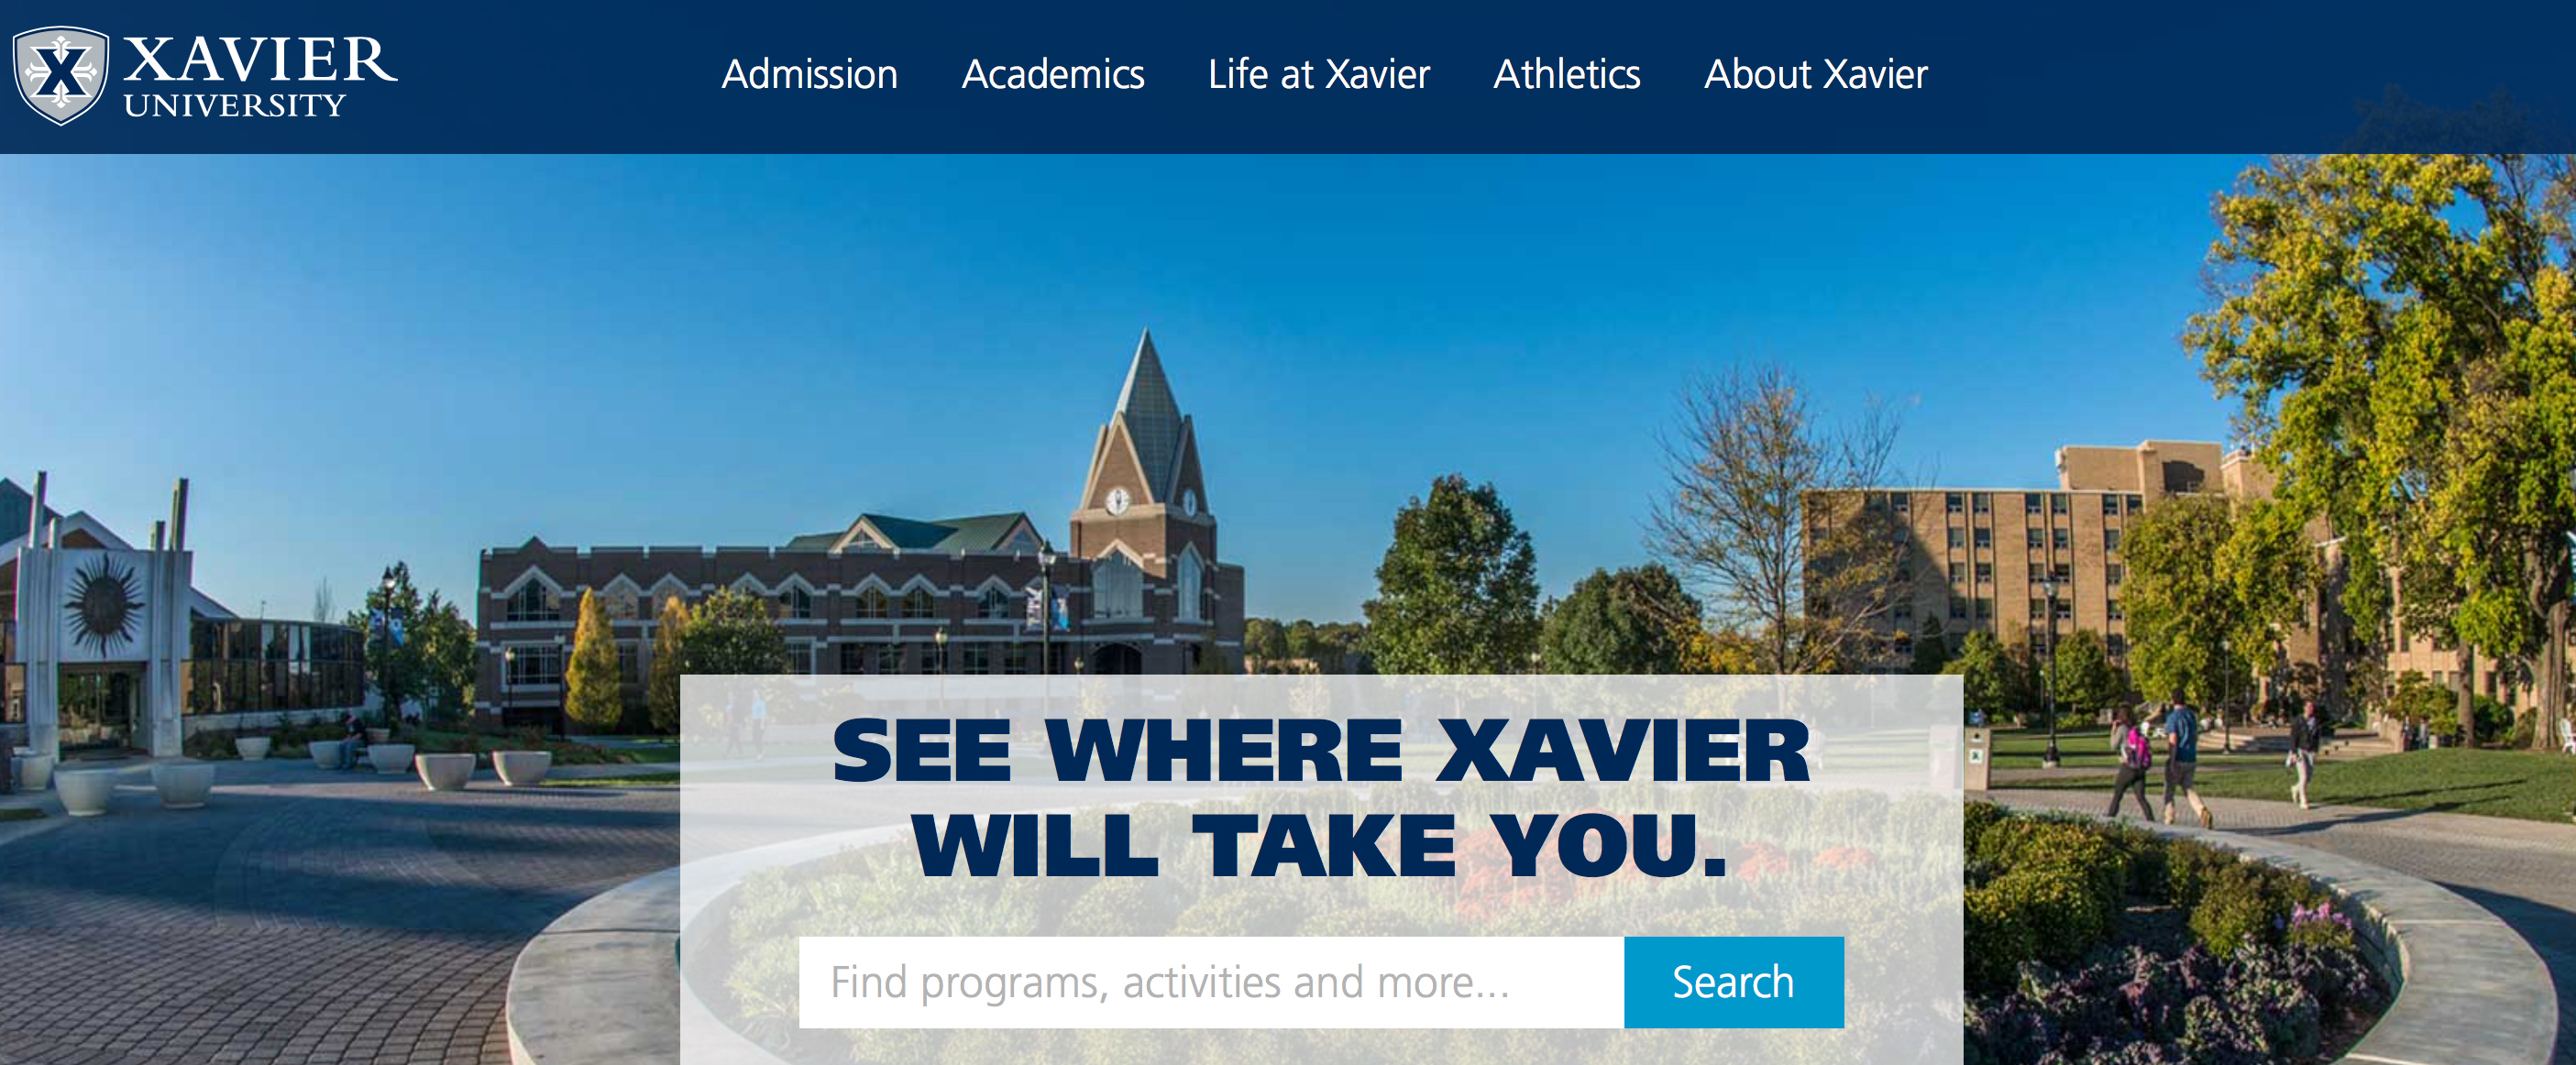 XAVIER
UNIVERSITY
Admission Academics Life at Xavier Athletics About Xavier
SEE WHERE XAVIER
WILL TAKE YOU.
Find programs, activities and more... Search